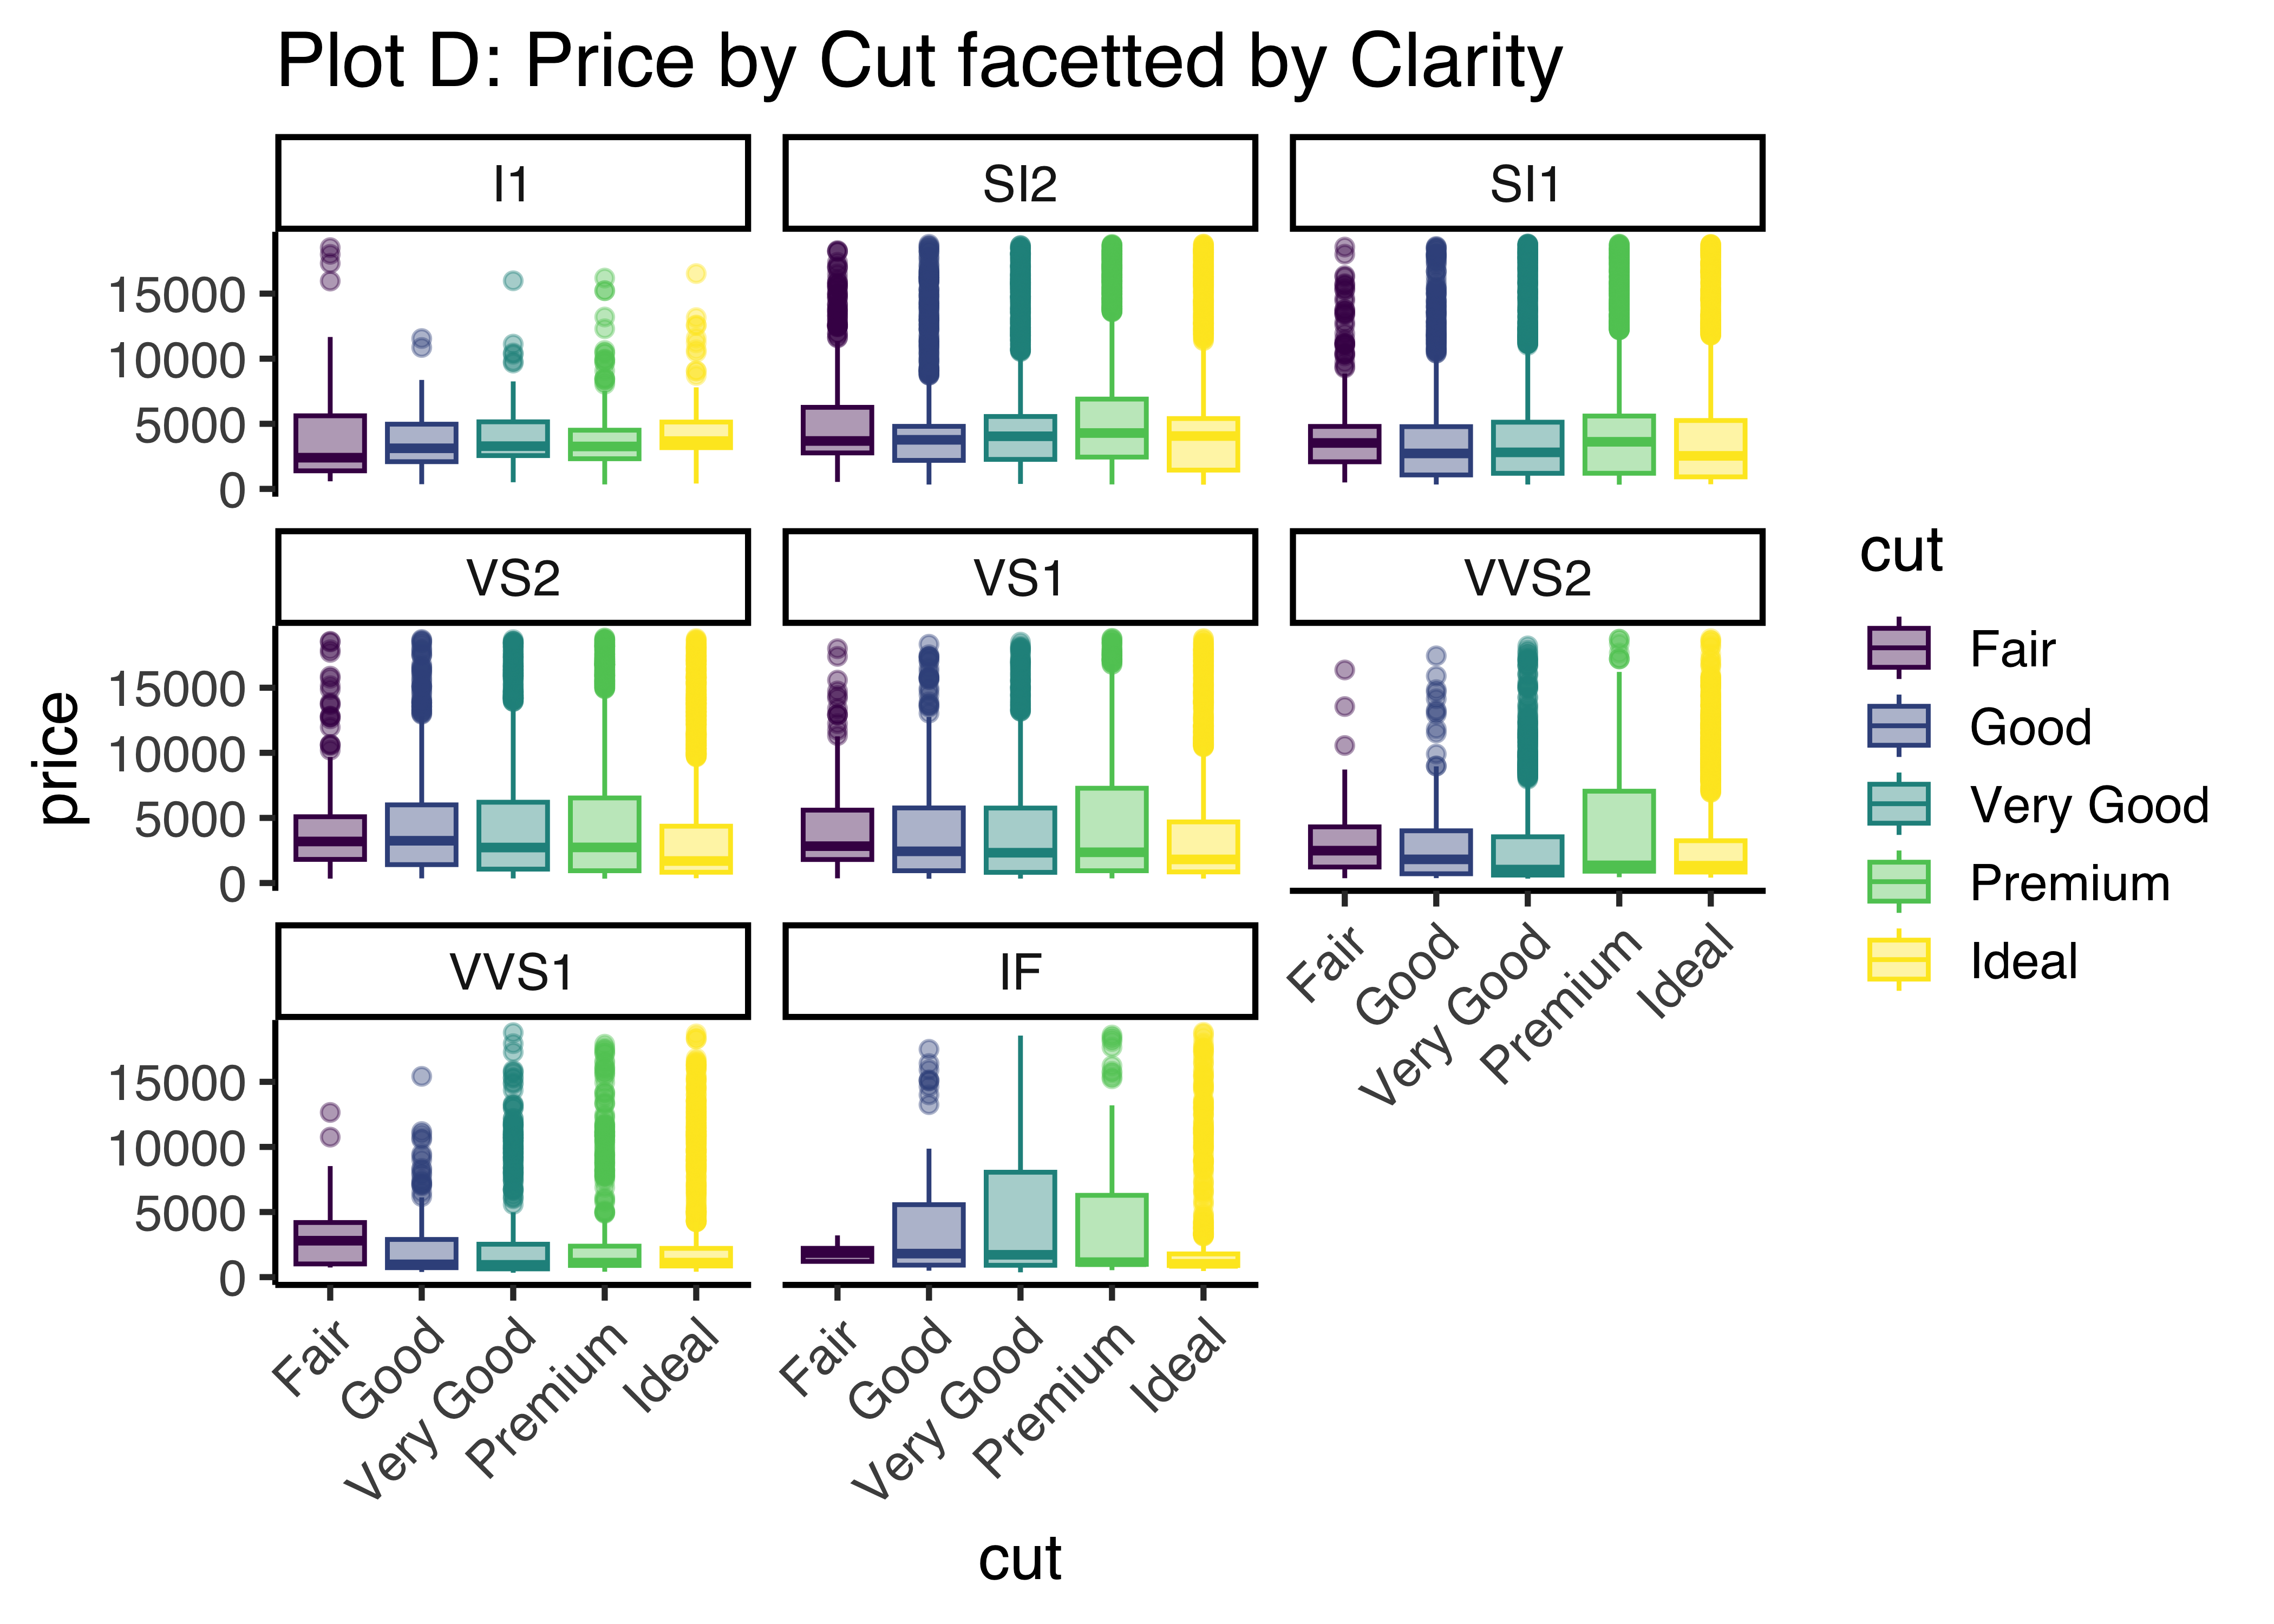 Plot D: Price by Cut facetted by Clarity
I1
SI2
SI1
15000
10000
5000
0
VS2
VS1
VVS2
15000
10000
5000
0
Fair
Good
Very Good
Premium
Ideal
VVS1
IF
15000
10000
5000
0
Fair
Good
Very Good
Premium
Ideal
Fair
Good
Very Good
Premium
Ideal
price
cut
cut
Fair
Good
Very Good
Premium
Ideal